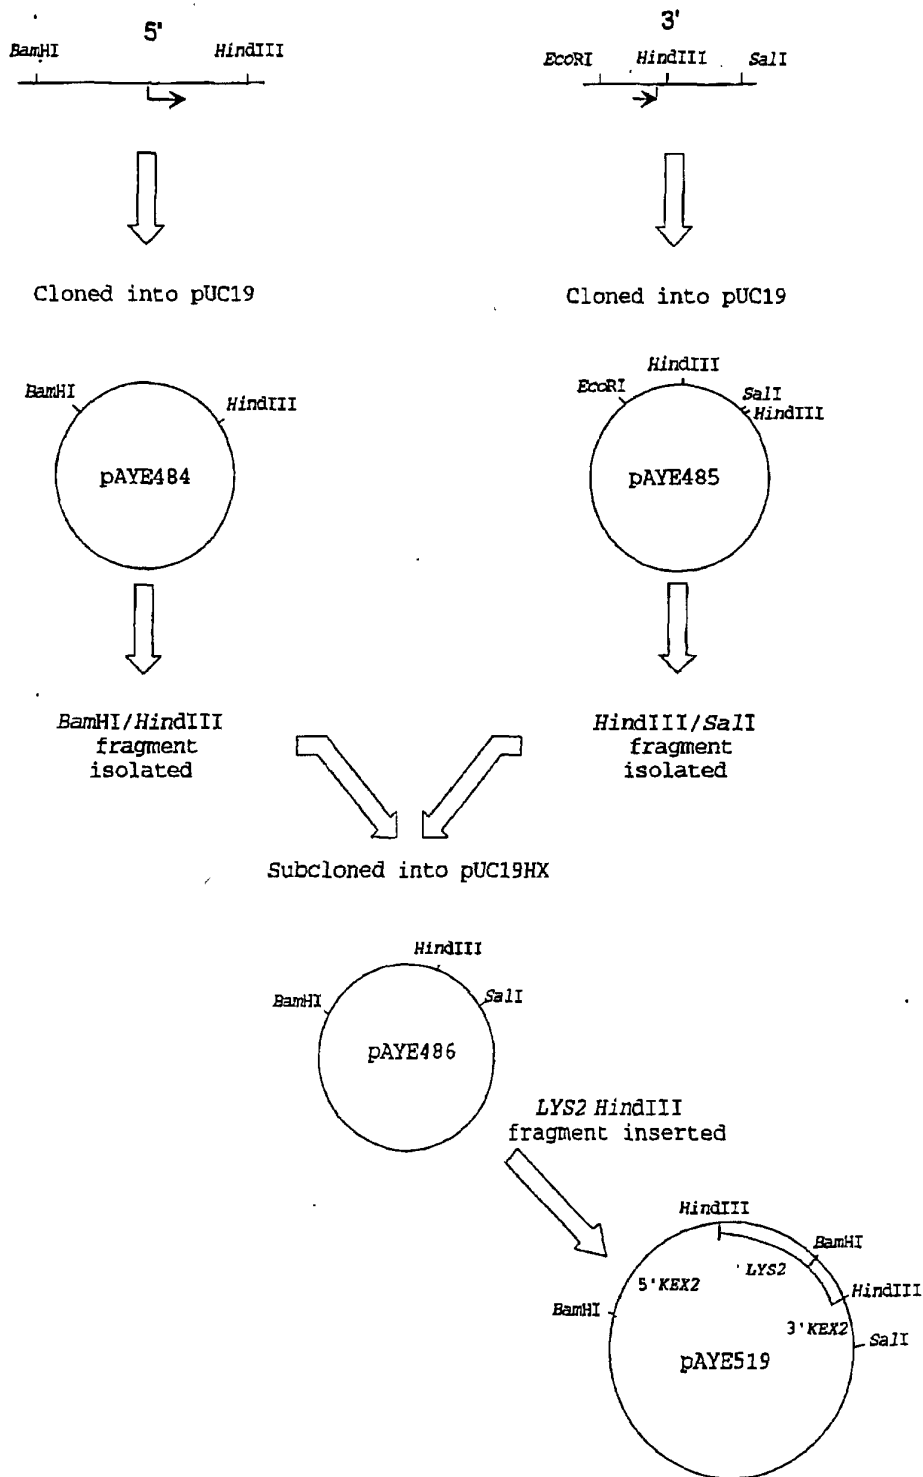 5'
BamHI
HindIII
3'
EcoRI
HindIII
SalI
Cloned into pUC19
Cloned into pUC19
BamHI
HindIII
pAYE484
EcoRI
HindIII
SalI
HindIII
pAYE485
BamHI/HindIII
fragment
isolated
HindIII/SalI
fragment
isolated
Subcloned into pUC19HX
BamHI
HindIII
SalI
pAYE486
LYS2 HindIII
fragment inserted
HindIII
BamHI
LYS2
HindIII
5'KEX2
BamHI
3'KEX2
SalI
pAYE519